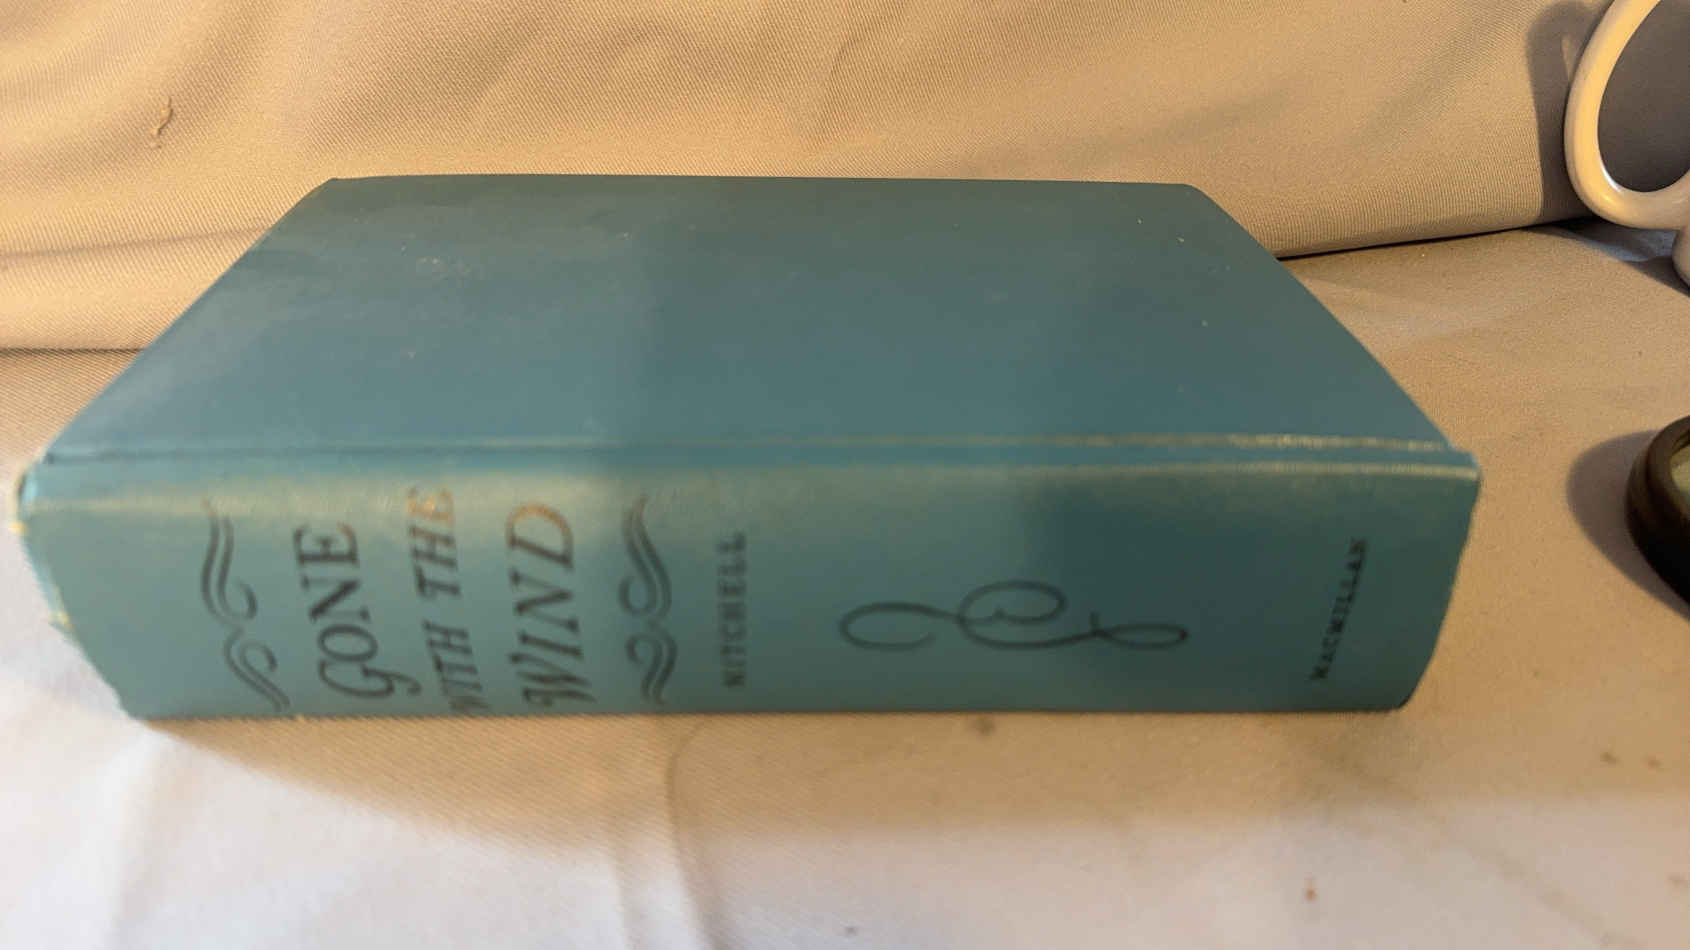 GONE
WITH THE
WIND
MITCHELL
MACMILLAN